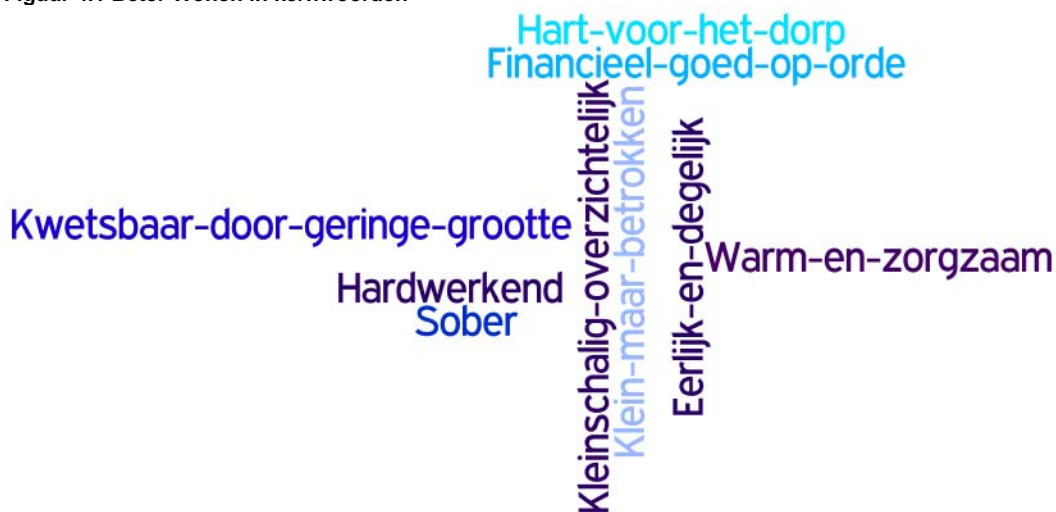 Hart-voor-het-dorp
Financieel-goed-op-orde
Kleinschalig-overzichtelijk
Klein-maar-betrokken
Eerlijk-en-degelijk
Kwetsbaar-door-geringe-grootte
Warm-en-zorgzaam
Hardwerkend
Sober